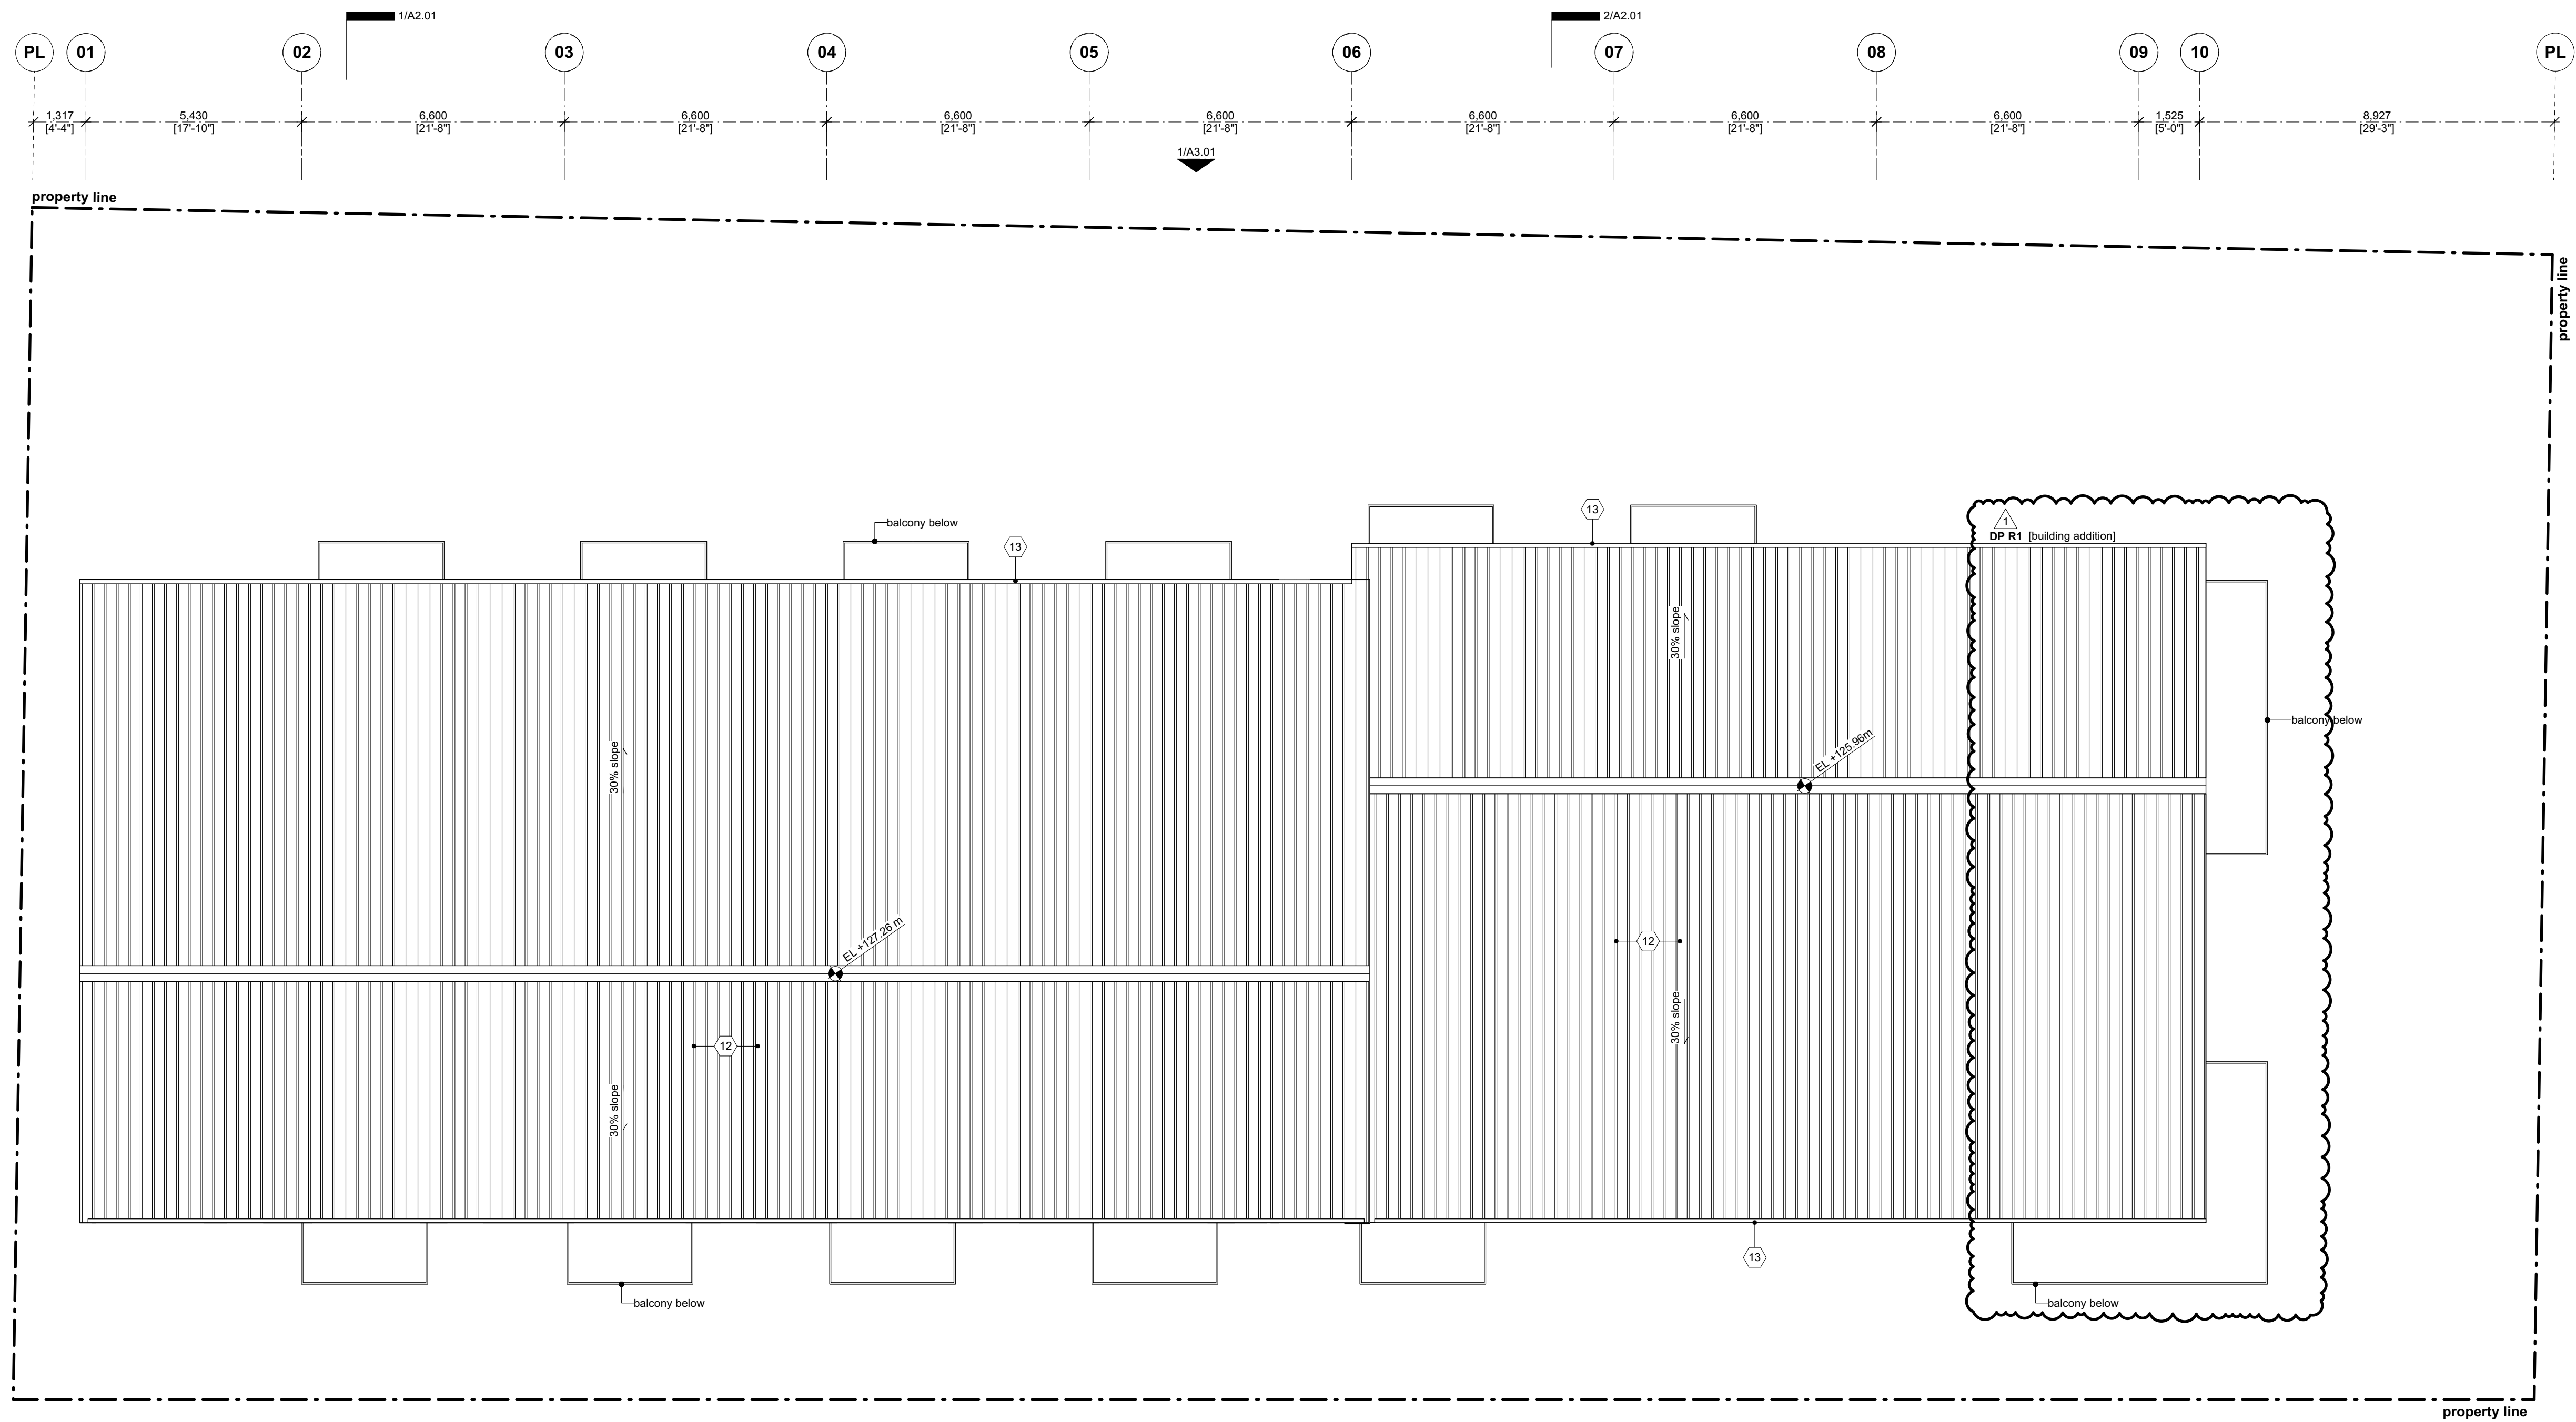 1/A2.01
2/A2.01
PL
01
02
03
04
05
06
07
08
09
10
PL
1,317
[4'-4"]
5,430
[17'-10"]
6,600
[21'-8"]
6,600
[21'-8"]
6,600
[21'-8"]
6,600
[21'-8"]
6,600
[21'-8"]
6,600
[21'-8"]
6,600
[21'-8"]
1,525
[5'-0"]
8,927
[29'-3"]
1/A3.01
property line
property line
13
balcony below
13
1
DP R1 [building addition]
30% slope
30% slope
balcony below
EL +125.96m
EL +127.26 m
12
30% slope
12
30% slope
13
balcony below
balcony below
property line